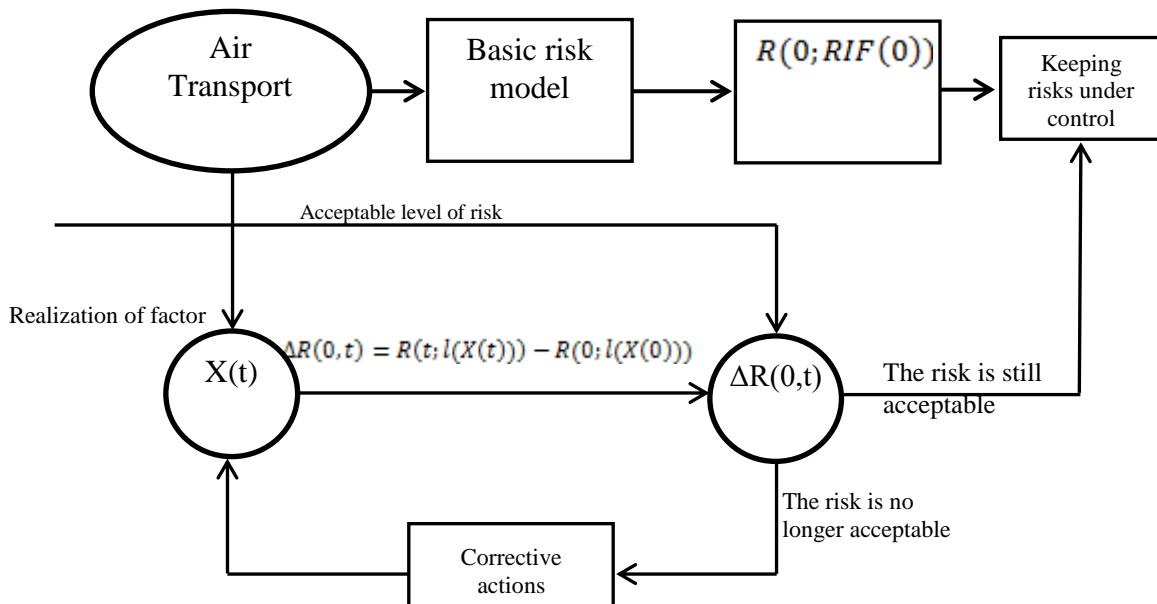 Air
Transport
Basic risk
model
R(0;RIF(0))
Keeping
risks under
control
Acceptable level of risk
Realization of factor
X(t)
ΔR(0,t) = R(t;l(X(t))) − R(0;l(X(0)))
ΔR(0,t)
The risk is still
acceptable
The risk is no
longer acceptable
Corrective
actions